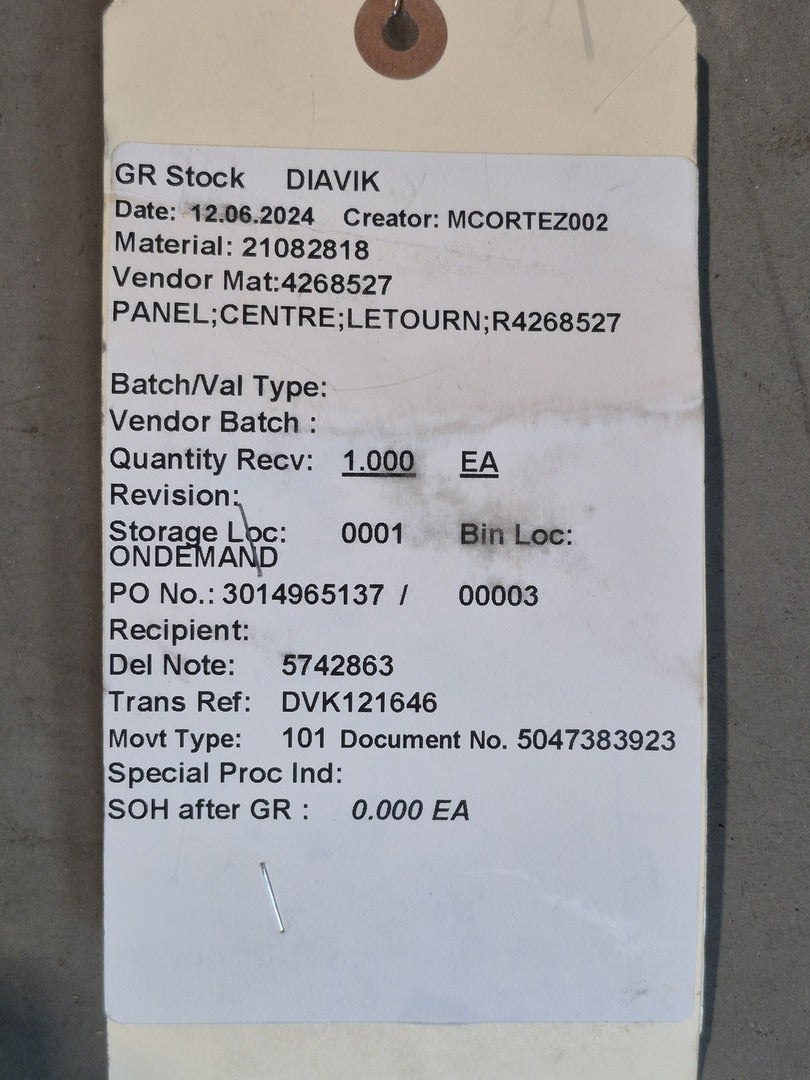 GR Stock DIAVIK
Date: 12.06.2024 Creator: MCORTEZ002
Material: 21082818
Vendor Mat:4268527
PANEL;CENTRE;LETOURN;R4268527
Batch/Val Type:
Vendor Batch :
Quantity Recv: 1.000 EA
Revision:
Storage Loc: 0001 Bin Loc:
ONDEMAND
PO No.: 3014965137 / 00003
Recipient:
Del Note: 5742863
Trans Ref: DVK121646
Movt Type: 101 Document No. 5047383923
Special Proc Ind:
SOH after GR : 0.000 EA